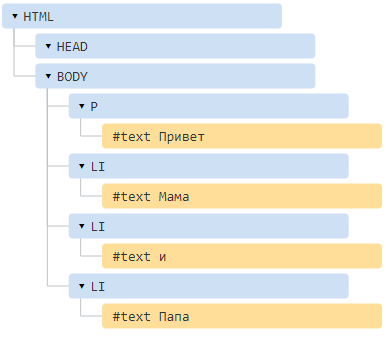 HTML
HEAD
BODY
P
#text Привет
LI
#text Мама
LI
#text и
LI
#text Папа